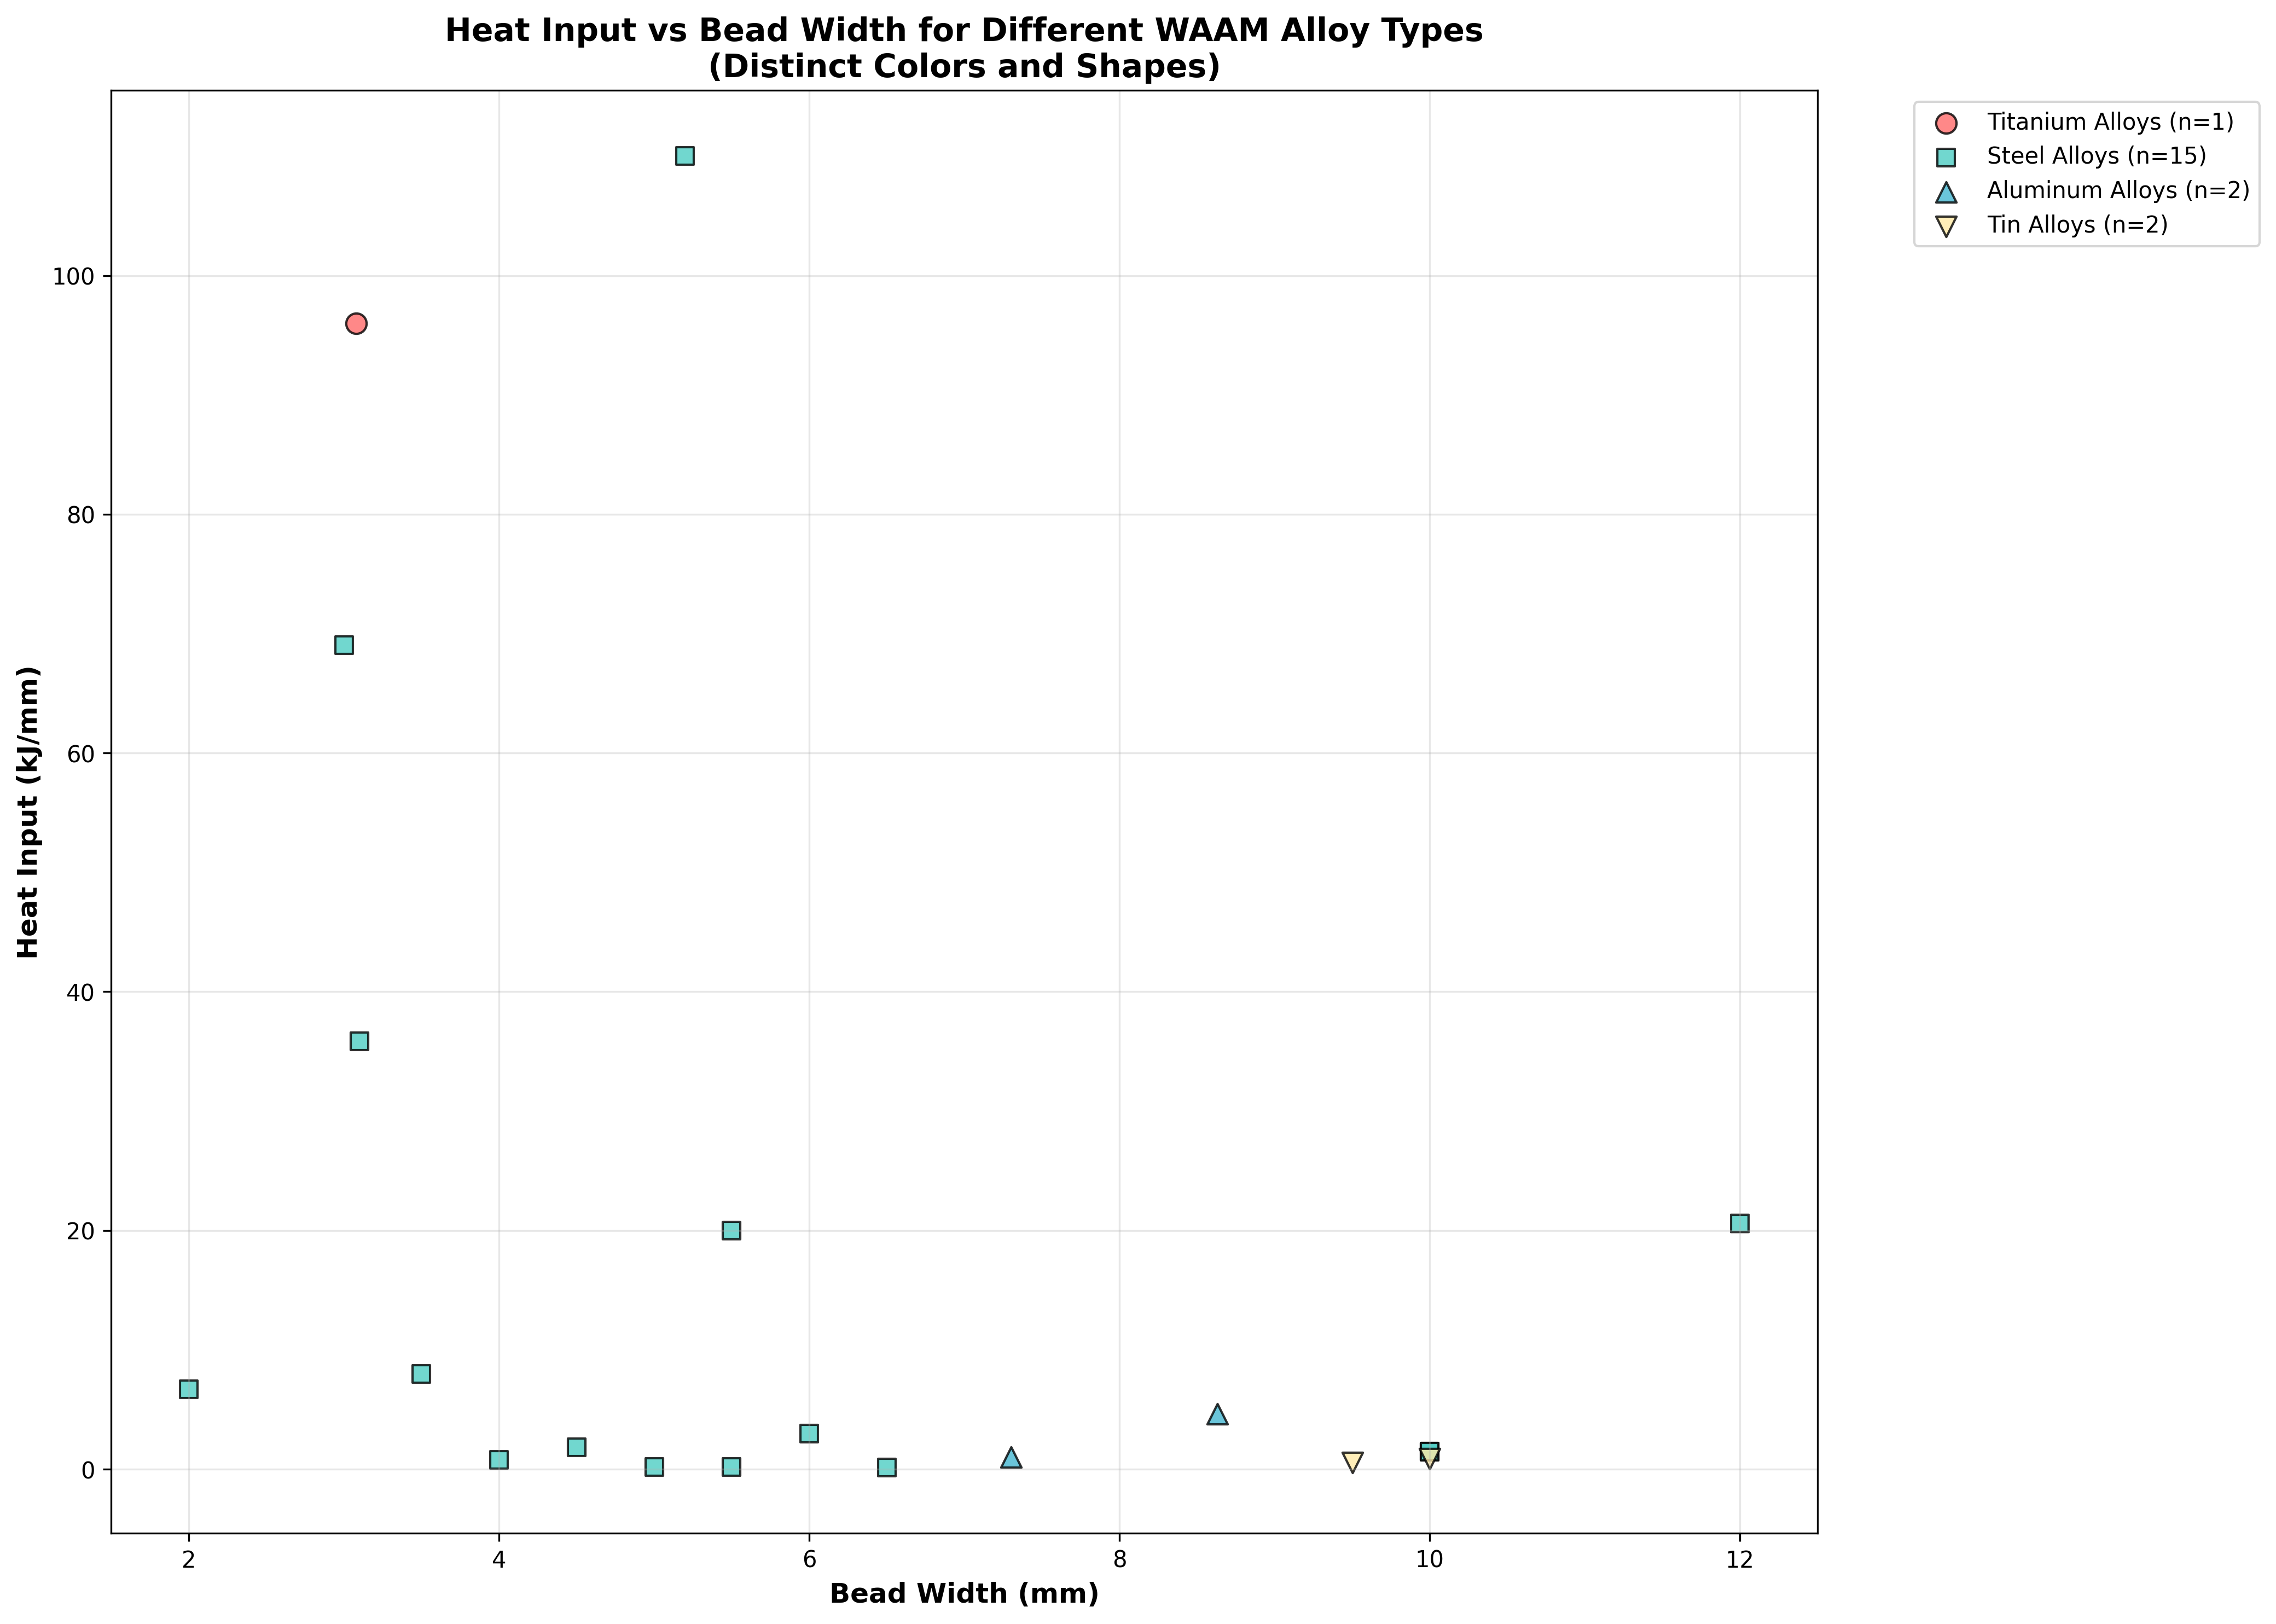 Heat Input vs Bead Width for Different WAAM Alloy Types
(Distinct Colors and Shapes)
Titanium Alloys (n=1)
Steel Alloys (n=15)
Aluminum Alloys (n=2)
Tin Alloys (n=2)
Heat Input (kJ/mm)
100
80
60
40
20
0
2 4 6 8 10 12
Bead Width (mm)